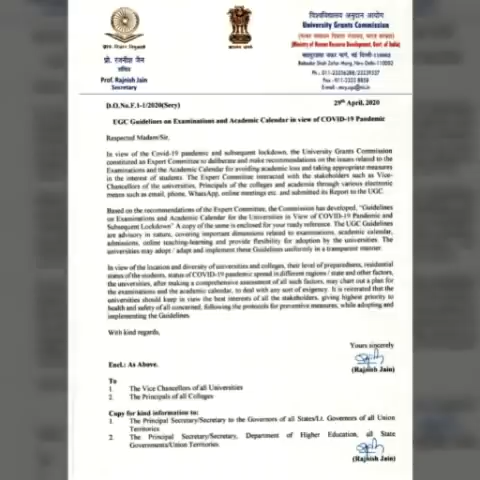 विश्वविद्यालय अनुदान आयोग
University Grants Commission
(Ministry of Human Resource Development, Govt. of India)
प्रो. रजनीश जैन
सचिव
Prof. Rajnish Jain
Secretary
बहादुरशाह ज़फ़र मार्ग, नई दिल्ली-110002
Bahadur Shah Zafar Marg, New Delhi-110002
Ph : 011-23236288/23239337
Fax : 011-2323 8858
E-mail : secy.ugc@nic.in
D.O.No.F.1-1/2020(Secy)
29th April, 2020
UGC Guidelines on Examinations and Academic Calendar in view of COVID-19 Pandemic
Respected Madam/Sir,
In view of the Covid-19 pandemic and subsequent lockdown, the University Grants Commission
constituted an Expert Committee to deliberate and make recommendations on the issues related to the
Examinations and the Academic Calendar for avoiding academic loss and taking appropriate measures
in the interest of students. The Expert Committee interacted with the stakeholders such as Vice-
Chancellors of the universities, Principals of the colleges and academia through various electronic
means such as email, phone, WhatsApp, online meetings etc. and submitted its Report to the UGC.
Based on the recommendations of the Expert Committee, the Commission has developed, "Guidelines
on Examinations and Academic Calendar for the Universities in View of COVID-19 Pandemic and
Subsequent Lockdown" A copy of the same is enclosed for your ready reference. The UGC Guidelines
are advisory in nature, covering important dimensions related to examinations, academic calendar,
admissions, online teaching-learning and provide flexibility for adoption by the universities. The
universities may adopt / adapt and implement these Guidelines uniformly in a transparent manner.
In view of the location and diversity of universities and colleges, their level of preparedness, residential
status of the students, status of COVID-19 pandemic spread in different regions / state and other factors,
the universities, after making a comprehensive assessment of all such factors, may chart out a plan for
the examinations and the academic calendar, to deal with any sort of exigency. It is reiterated that the
universities should keep in view the best interests of all the stakeholders, giving highest priority to
health and safety of all concerned, following the protocols for preventive measures, while adopting and
implementing the Guidelines.
With kind regards,
Yours sincerely
(Rajnish Jain)
Encl.: As Above.
To
1. The Vice Chancellors of all Universities
2. The Principals of all Colleges
Copy for kind information to:
1. The Principal Secretary/Secretary to the Governors of all States/Lt. Governors of all Union
Territories
2. The Principal Secretary/Secretary, Department of Higher Education, all State
Governments/Union Territories.
(Rajnish Jain)